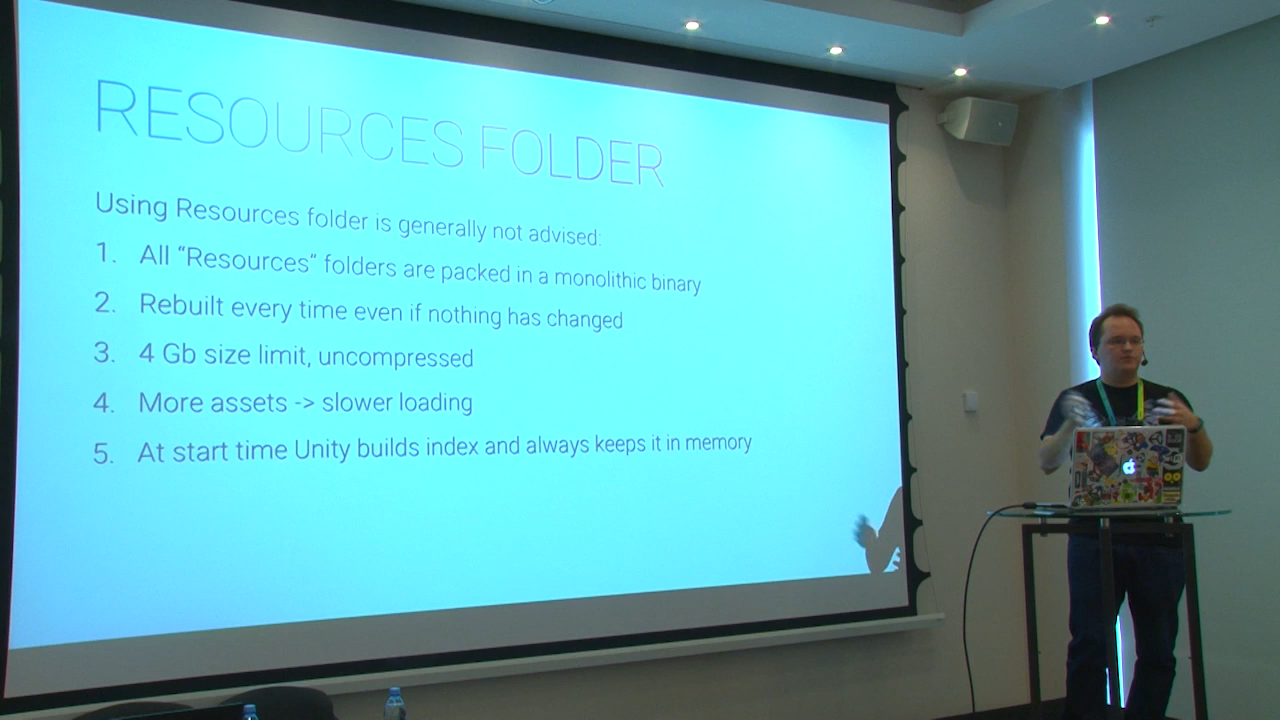 RESOURCES FOLDER
Using Resources folder is generally not advised:
1. All “Resources“ folders are packed in a monolithic binary
2. Rebuilt every time even if nothing has changed
3. 4 Gb size limit, uncompressed
4. More assets -> slower loading
5. At start time Unity builds index and always keeps it in memory